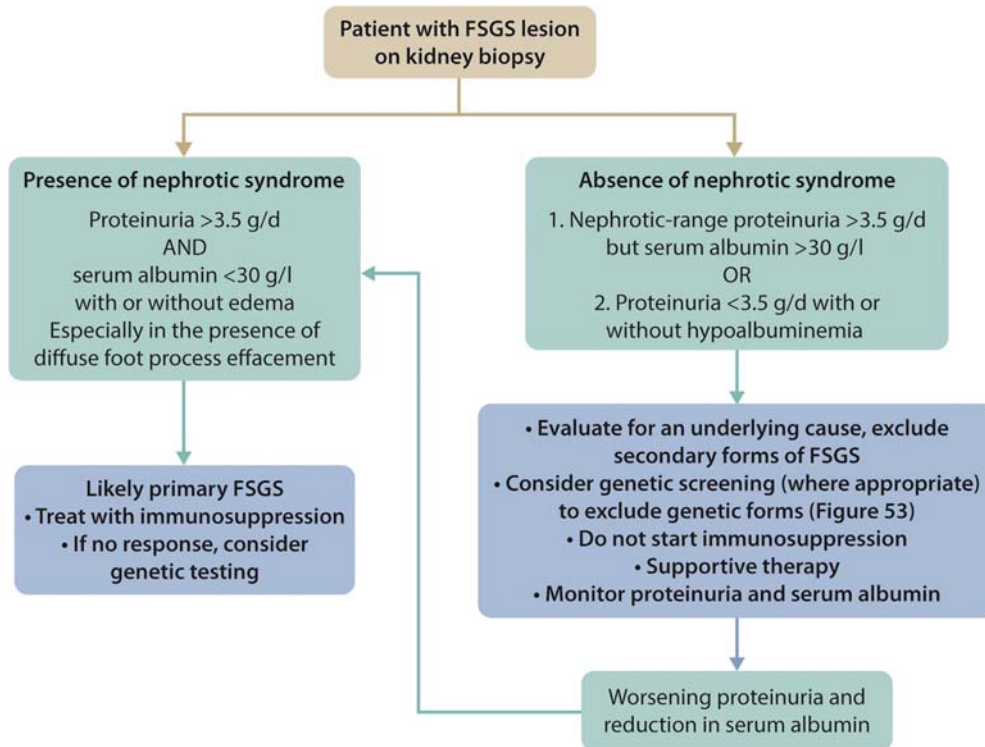 Patient with FSGS lesion
on kidney biopsy
Presence of nephrotic syndrome
Proteinuria >3.5 g/d
AND
serum albumin <30 g/l
with or without edema
Especially in the presence of
diffuse foot process effacement
Absence of nephrotic syndrome
1. Nephrotic-range proteinuria >3.5 g/d
but serum albumin >30 g/l
OR
2. Proteinuria <3.5 g/d with or
without hypoalbuminemia
Likely primary FSGS
• Treat with immunosuppression
• If no response, consider
genetic testing
• Evaluate for an underlying cause, exclude
secondary forms of FSGS
• Consider genetic screening (where appropriate)
to exclude genetic forms (Figure 53)
• Do not start immunosuppression
• Supportive therapy
• Monitor proteinuria and serum albumin
Worsening proteinuria and
reduction in serum albumin